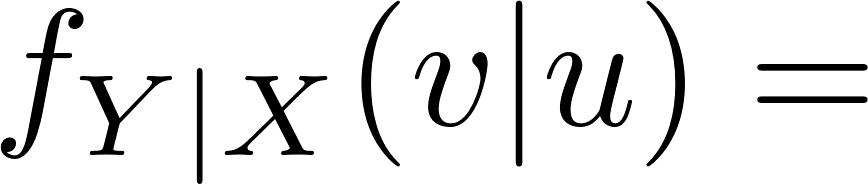 f_{Y|X}(v|u) =